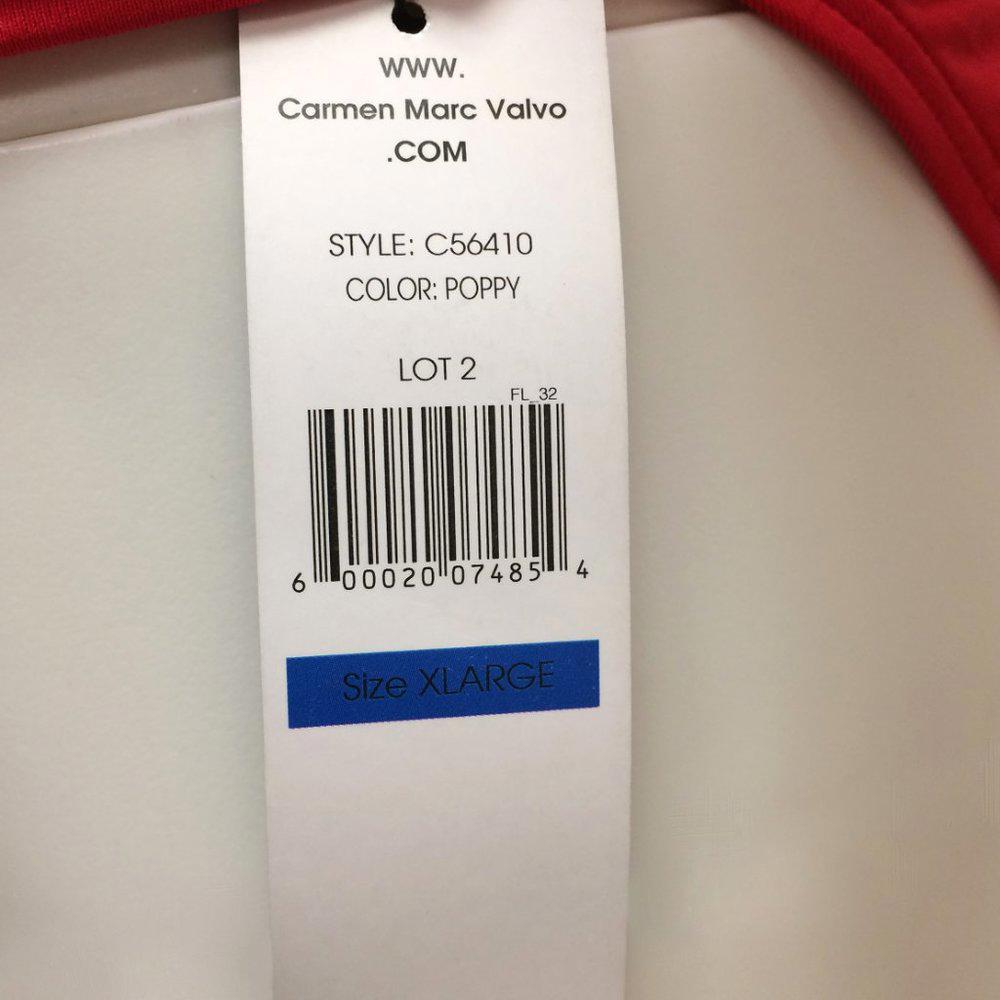 WWW.
Carmen Marc Valvo
.COM
STYLE: C56410
COLOR: POPPY
LOT 2
FL_32
6 00020 07485 4
Size XLARGE